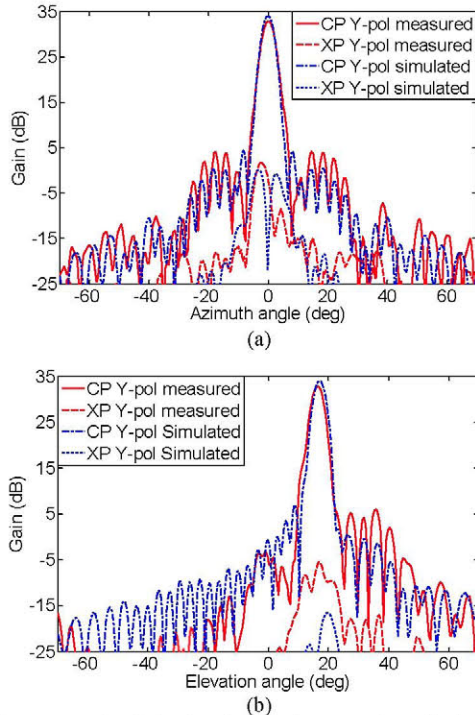 35
25
15
5
-5
-15
-25
Gain (dB)
CP Y-pol measured
XP Y-pol measured
CP Y-pol simulated
XP Y-pol simulated
-60 -40 -20 0 20 40 60
Azimuth angle (deg)
(a)
35
25
15
5
-5
-15
-25
Gain (dB)
CP Y-pol measured
XP Y-pol measured
CP Y-pol Simulated
XP Y-pol Simulated
-60 -40 -20 0 20 40 60
Elevation angle (deg)
(b)